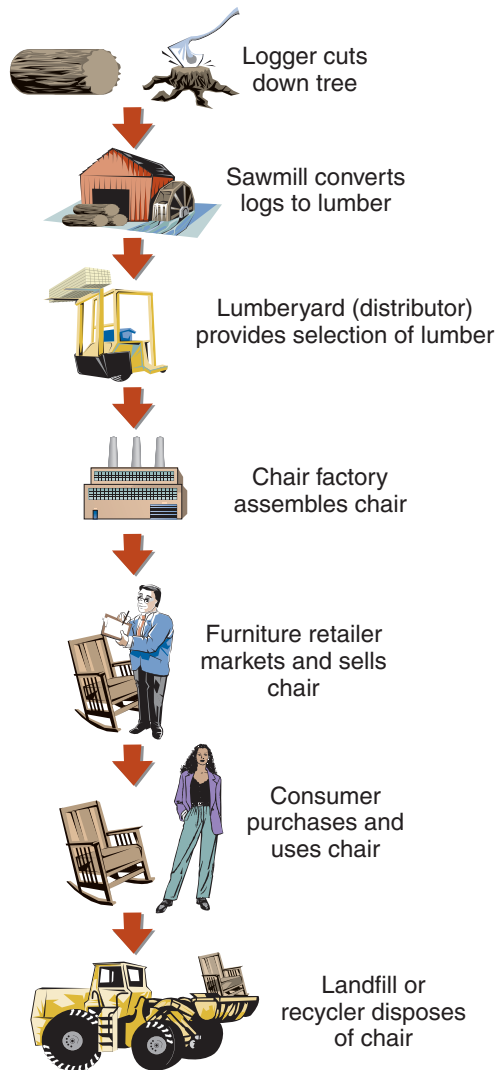 Logger cuts
down tree
Sawmill converts
logs to lumber
Lumberyard (distributor)
provides selection of lumber
Chair factory
assembles chair
Furniture retailer
markets and sells
chair
Consumer
purchases and
uses chair
Landfill or
recycler disposes
of chair